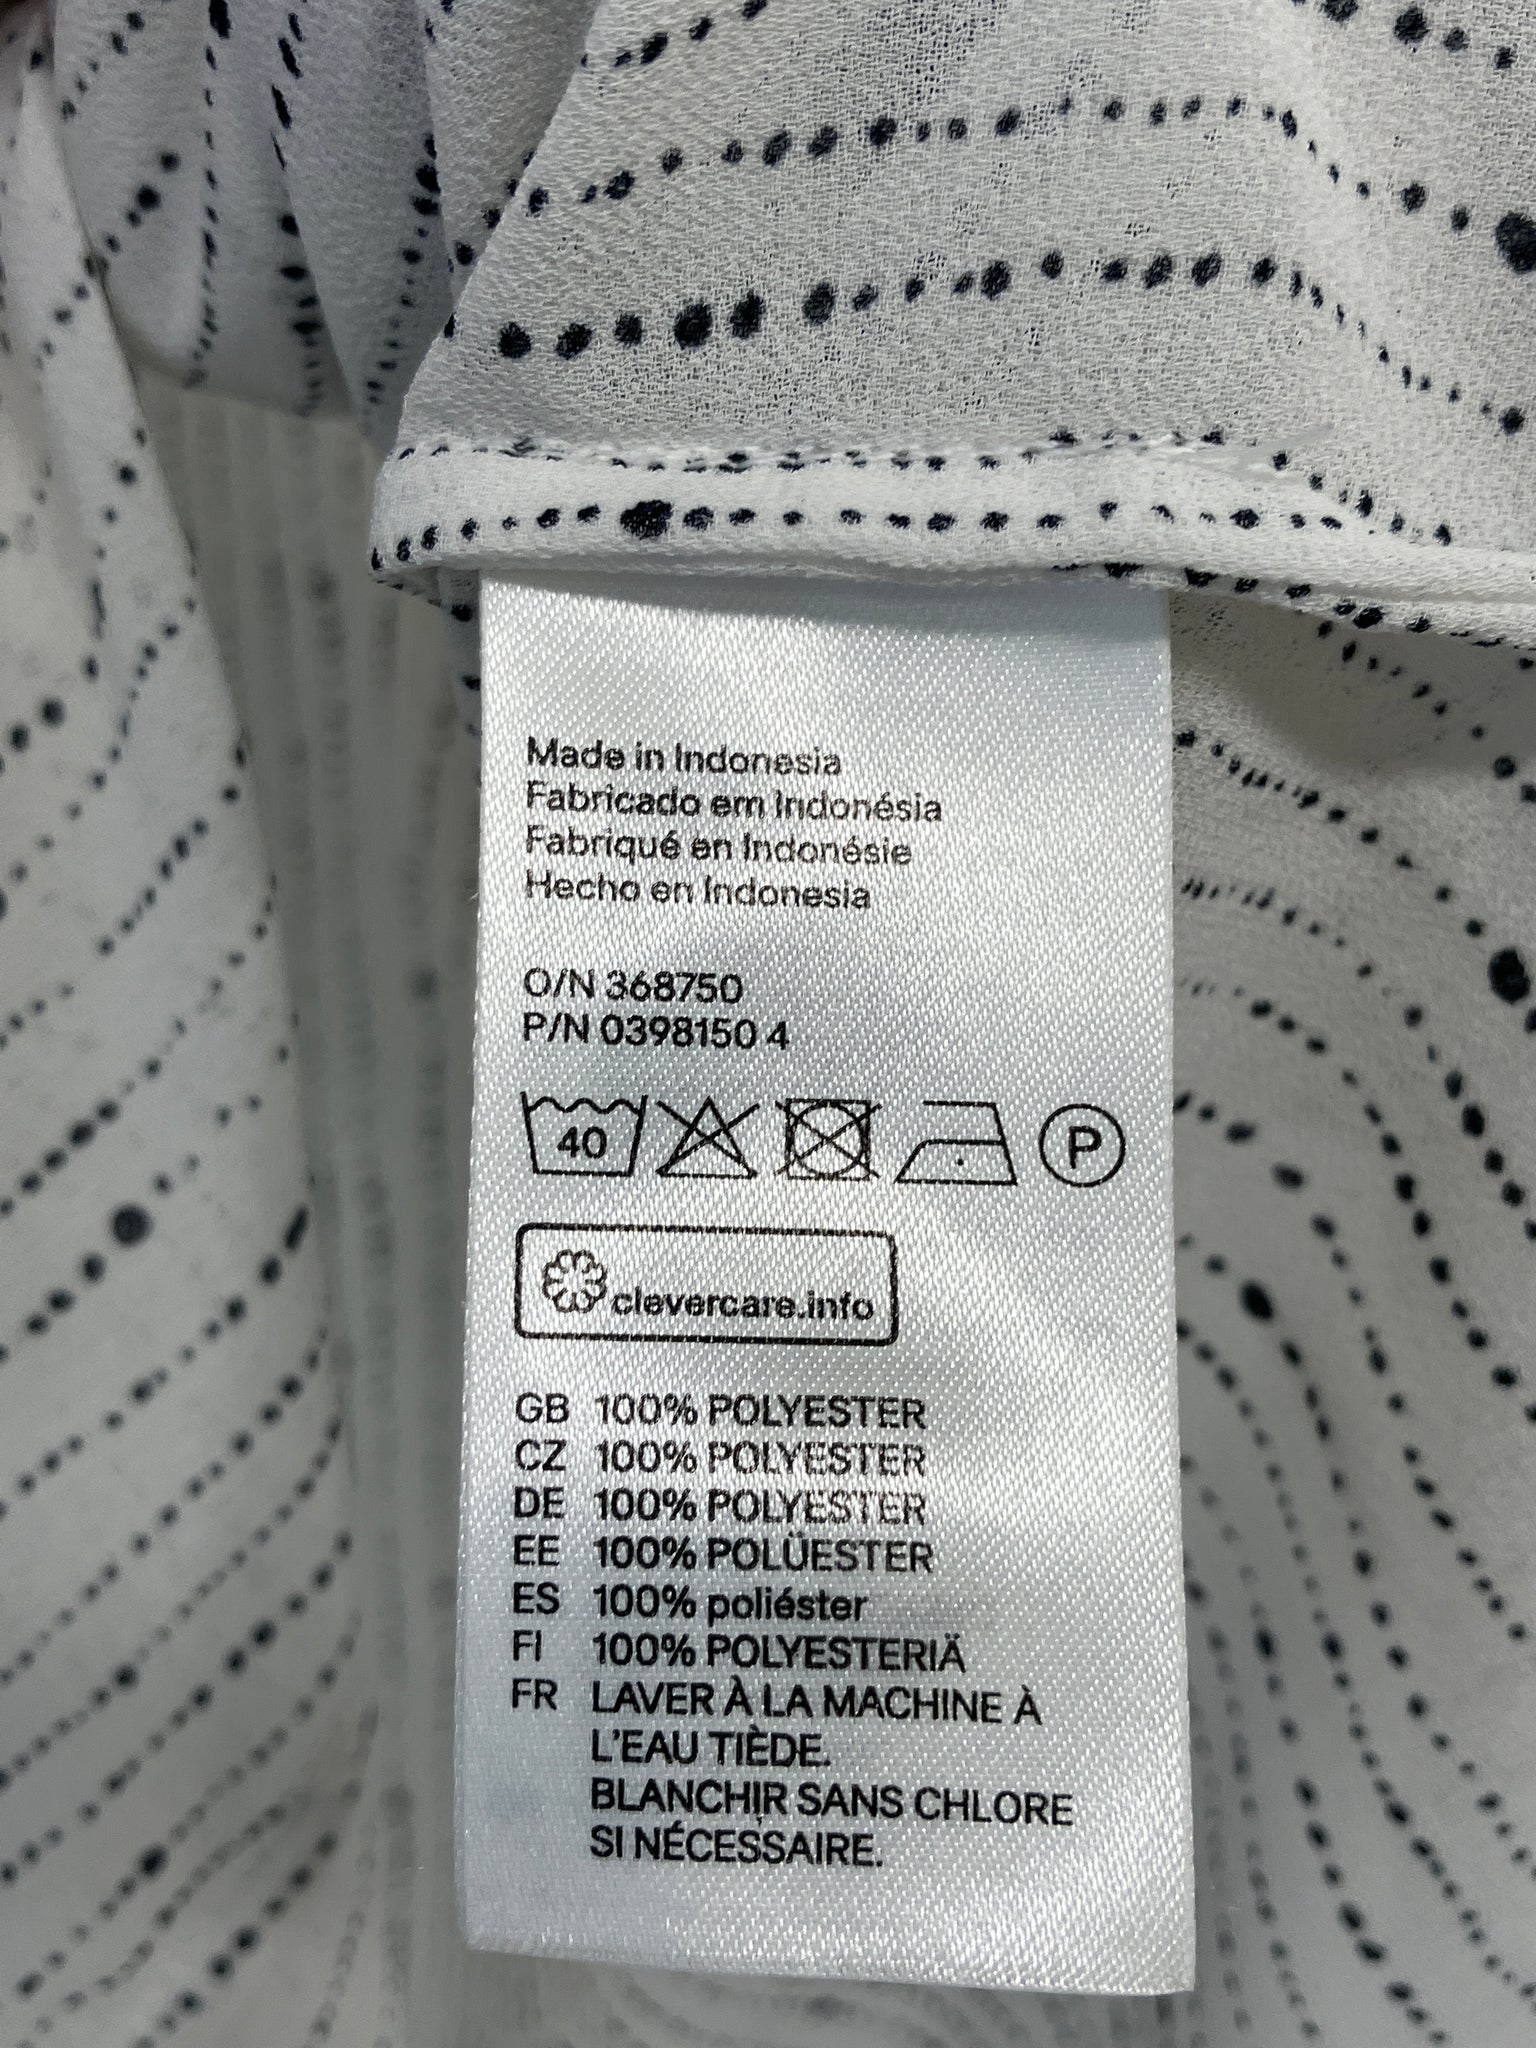 Made in Indonesia
Fabricado em Indonésia
Fabriqué en Indonésie
Hecho en Indonesia
O/N 368750
P/N 0398150 4
40 P
clevercare.info
GB 100% POLYESTER
CZ 100% POLYESTER
DE 100% POLYESTER
EE 100% POLÜESTER
ES 100% poliéster
FI 100% POLYESTERIÄ
FR LAVER À LA MACHINE À
L'EAU TIÈDE.
BLANCHIR SANS CHLORE
SI NÉCESSAIRE.